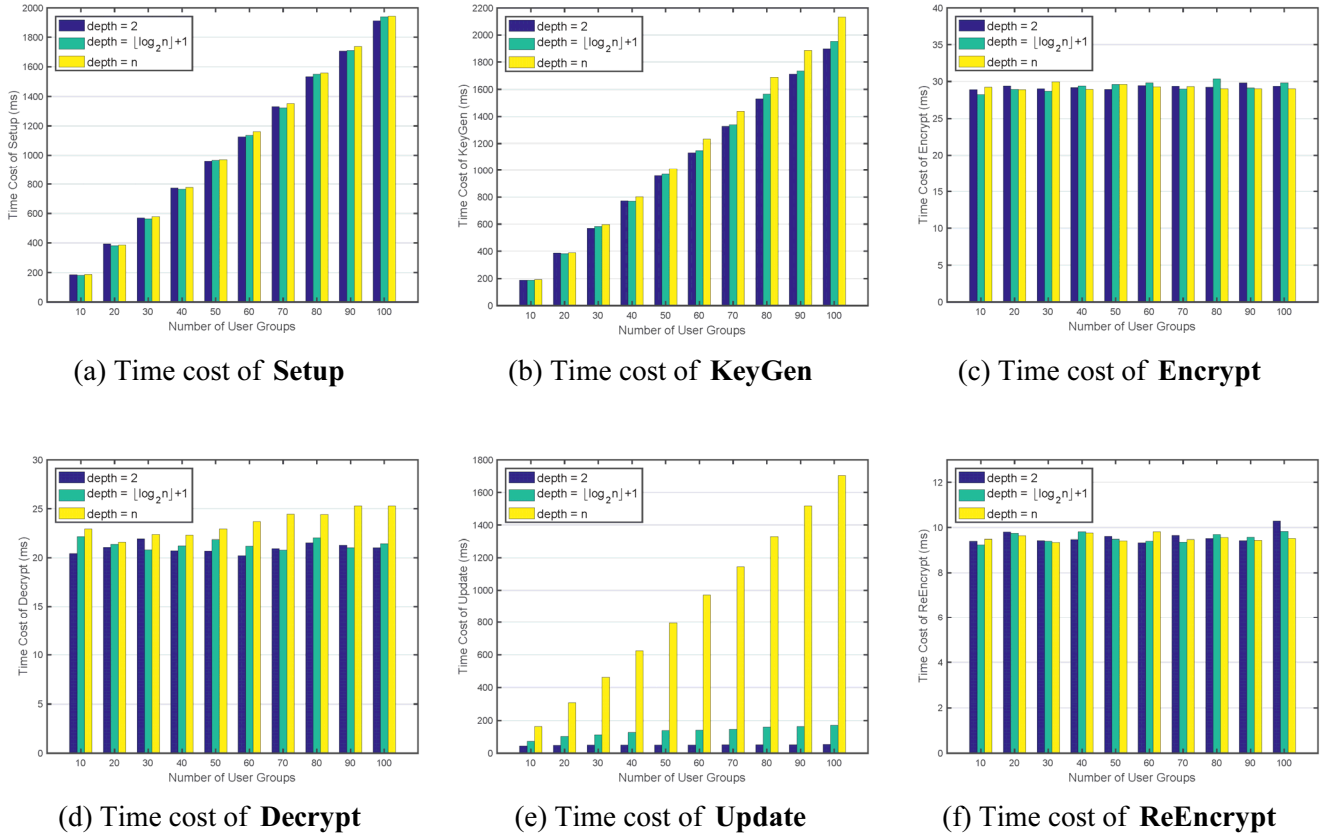 2000
1800
1600
1400
1200
1000
800
600
400
200
0
Time Cost of Setup (ms)
depth = 2
depth = ⌊log₂n⌋+1
depth = n
10 20 30 40 50 60 70 80 90 100
Number of User Groups
(a) Time cost of Setup
2200
2000
1800
1600
1400
1200
1000
800
600
400
200
0
Time Cost of KeyGen (ms)
depth = 2
depth = ⌊log₂n⌋+1
depth = n
10 20 30 40 50 60 70 80 90 100
Number of User Groups
(b) Time cost of KeyGen
40
35
30
25
20
15
10
5
0
Time Cost of Encrypt (ms)
depth = 2
depth = ⌊log₂n⌋+1
depth = n
10 20 30 40 50 60 70 80 90 100
Number of User Groups
(c) Time cost of Encrypt
30
25
20
15
10
5
0
Time Cost of Decrypt (ms)
depth = 2
depth = ⌊log₂n⌋+1
depth = n
10 20 30 40 50 60 70 80 90 100
Number of User Groups
(d) Time cost of Decrypt
1800
1600
1400
1200
1000
800
600
400
200
0
Time Cost of Update (ms)
depth = 2
depth = ⌊log₂n⌋+1
depth = n
10 20 30 40 50 60 70 80 90 100
Number of User Groups
(e) Time cost of Update
12
10
8
6
4
2
0
Time Cost of ReEncrypt (ms)
depth = 2
depth = ⌊log₂n⌋+1
depth = n
10 20 30 40 50 60 70 80 90 100
Number of User Groups
(f) Time cost of ReEncrypt